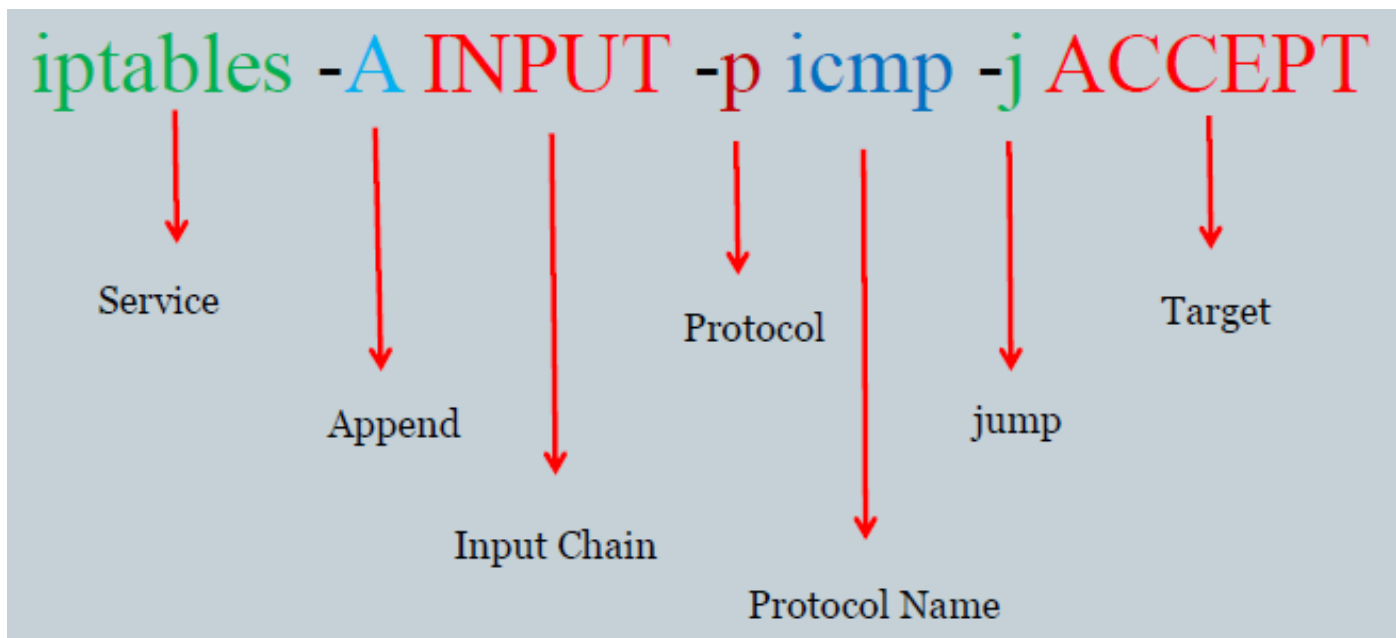 iptables -A INPUT -p icmp -j ACCEPT
Service
Protocol
Target
Append
jump
Input Chain
Protocol Name